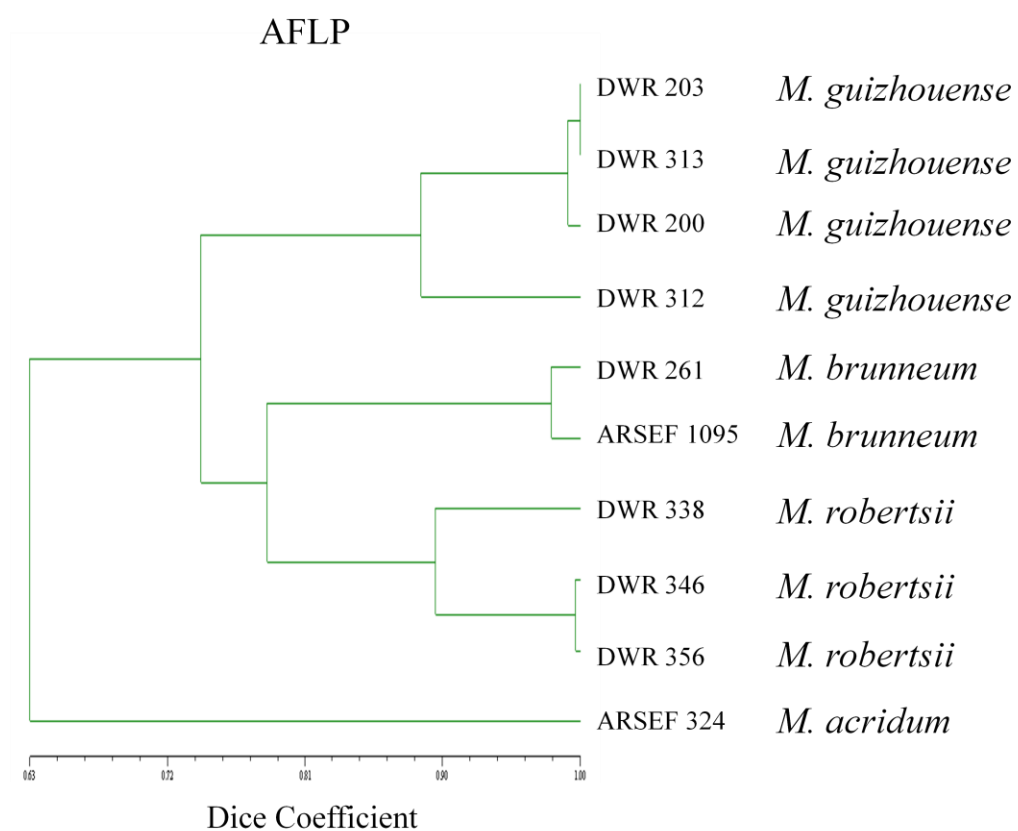 AFLP
DWR 203 M. guizhouense
DWR 313 M. guizhouense
DWR 200 M. guizhouense
DWR 312 M. guizhouense
DWR 261 M. brunneum
ARSEF 1095 M. brunneum
DWR 338 M. robertsii
DWR 346 M. robertsii
DWR 356 M. robertsii
ARSEF 324 M. acridum
0.63 0.72 0.81 0.90 1.00
Dice Coefficient